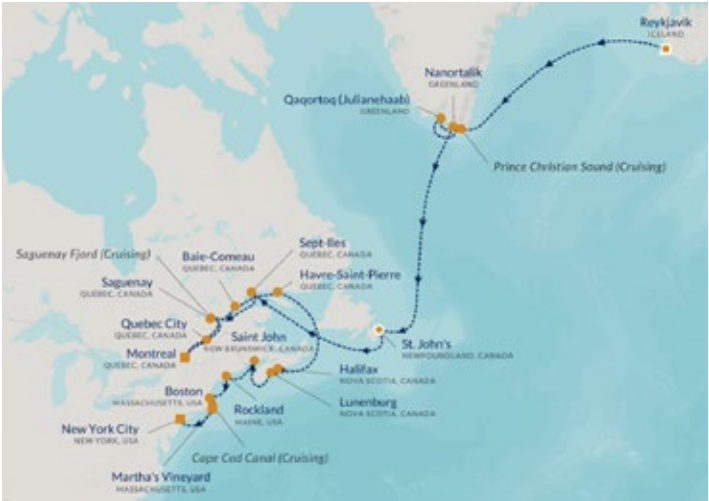 Reykjavik
ICELAND
Nanortalik
GREENLAND
Qaqortoq (Julianehaab)
GREENLAND
Prince Christian Sound (Cruising)
Sept-Iles
QUEBEC, CANADA
Saguenay Fjord (Cruising)
Baie-Comeau
QUEBEC, CANADA
Havre-Saint-Pierre
QUEBEC, CANADA
Saguenay
QUEBEC, CANADA
Quebec City
QUEBEC, CANADA
Saint John
NEW BRUNSWICK, CANADA
St. John's
NEWFOUNDLAND, CANADA
Montreal
QUEBEC, CANADA
Halifax
NOVA SCOTIA, CANADA
Boston
MASSACHUSETTS, USA
Rockland
MAINE, USA
Lunenburg
NOVA SCOTIA, CANADA
New York City
NEW YORK, USA
Cape Cod Canal (Cruising)
Martha's Vineyard
MASSACHUSETTS, USA